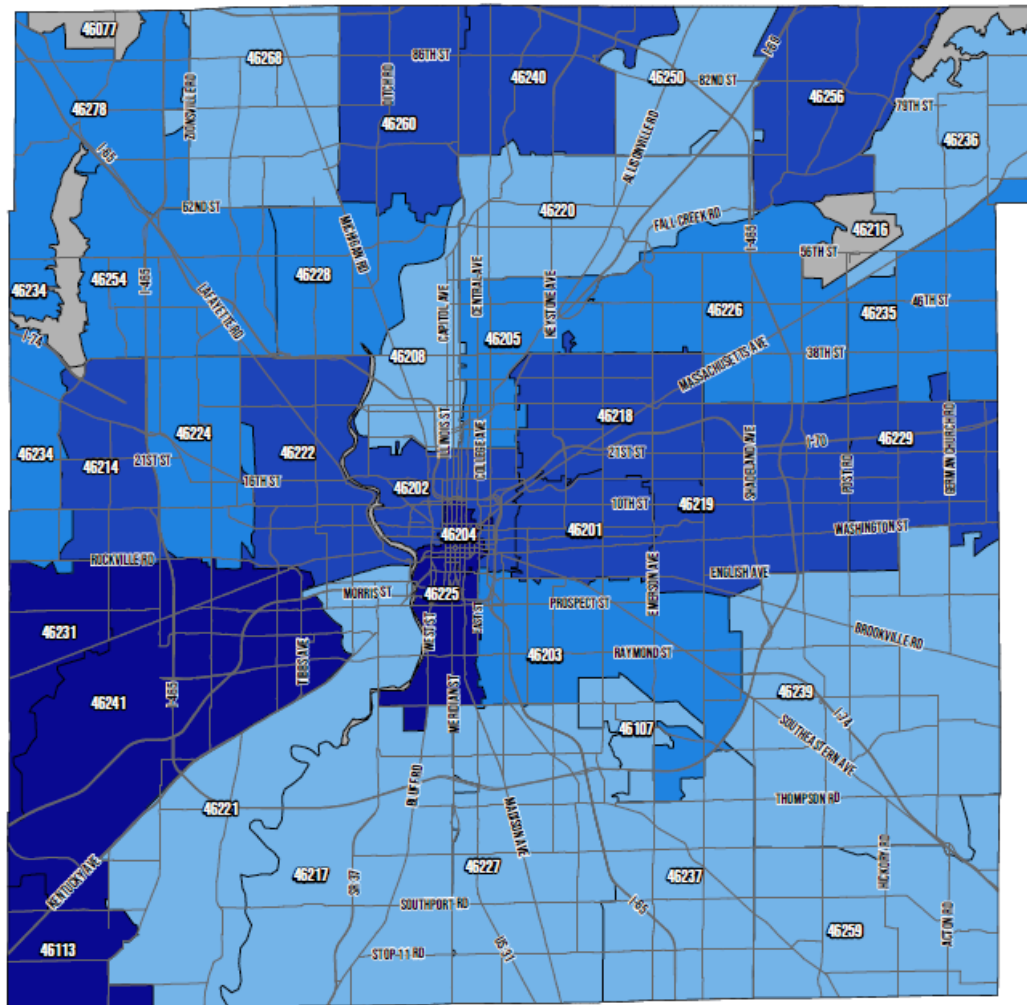 46077
46268
86TH ST
DITCH RD
46240
46250
I-69
82ND ST
46278
ZIONSVILLE RD
46260
46256
79TH ST
I-65
ALLISONVILLE RD
46236
62ND ST
46220
FALL CREEK RD
46216
MICHIGAN RD
I-465
56TH ST
46254
I-465
46228
CENTRAL AVE
KEYSTONE AVE
46234
CAPITOL AVE
46226
46235
46TH ST
LAFAYETTE RD
I-74
46208
46205
MASSACHUSETTS AVE
38TH ST
46218
ILLINOIS ST
COLLEGE AVE
46234
46224
46222
21ST ST
I-70
46229
GERMAN CHURCH RD
46214
21ST ST
16TH ST
46202
SHADELAND AVE
POST RD
10TH ST
46219
46204
46201
WASHINGTON ST
ROCKVILLE RD
ENGLISH AVE
MORRIS ST
46225
PROSPECT ST
EMERSON AVE
EAST ST
WEST ST
BROOKVILLE RD
46231
TIBBS AVE
46203
RAYMOND ST
46241
I-465
MERIDIAN ST
46239
I-74
46107
SOUTHEASTERN AVE
BLUFF RD
THOMPSON RD
46221
MADISON AVE
KENTUCKY AVE
46217
SR-37
46227
46237
HICKORY RD
SOUTHPORT RD
I-65
46259
ACTON RD
46113
STOP-11 RD
US-31